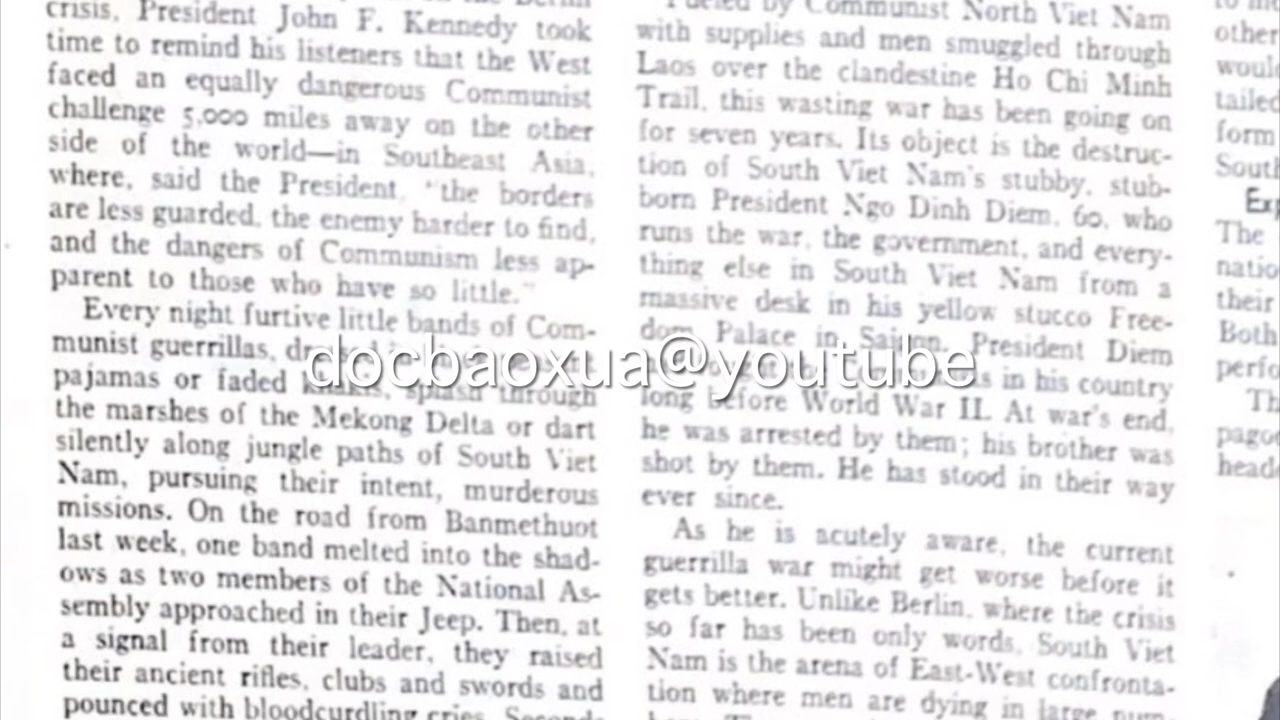 crisis, President John F. Kennedy took
time to remind his listeners that the West
faced an equally dangerous Communist
challenge 5,000 miles away on the other
side of the world—in Southeast Asia,
where, said the President, "the borders
are less guarded, the enemy harder to find,
and the dangers of Communism less ap-
parent to those who have so little."
Every night furtive little bands of Com-
munist guerrillas,
pajamas or faded khakis, splash through
the marshes of the Mekong Delta or dart
silently along jungle paths of South Viet
Nam, pursuing their intent, murderous
missions. On the road from Banmethuot
last week, one band melted into the shad-
ows as two members of the National As-
sembly approached in their Jeep. Then, at
a signal from their leader, they raised
their ancient rifles, clubs and swords and
pounced with bloodcurdling cries.
by Communist North Viet Nam
with supplies and men smuggled through
Laos over the clandestine Ho Chi Minh
Trail, this wasting war has been going on
for seven years. Its object is the destruc-
tion of South Viet Nam's stubby, stub-
born President Ngo Dinh Diem, 60, who
runs the war, the government, and every-
thing else in South Viet Nam from a
massive desk in his yellow stucco Free-
dom Palace in Saigon. President Diem
in his country
long before World War II. At war's end,
he was arrested by them; his brother was
shot by them. He has stood in their way
ever since.
As he is acutely aware, the current
guerrilla war might get worse before it
gets better. Unlike Berlin, where the crisis
so far has been only words, South Viet
Nam is the arena of East-West confronta-
tion where men are dying in large num-
other
The
their
Both
docbaoxua@youtube